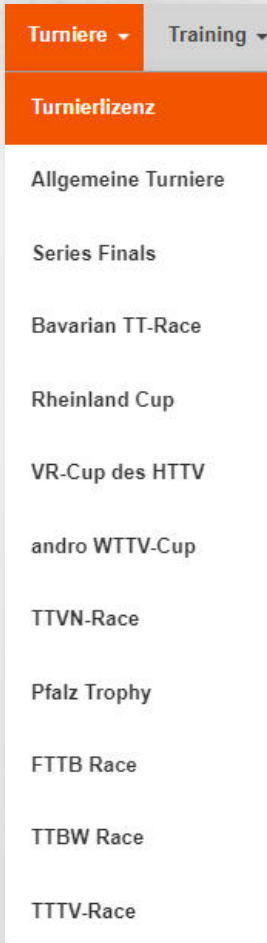 Turniere Training
Turnierlizenz
Allgemeine Turniere
Series Finals
Bavarian TT-Race
Rheinland Cup
VR-Cup des HTTV
andro WTTV-Cup
TTVN-Race
Pfalz Trophy
FTTB Race
TTBW Race
TTTV-Race